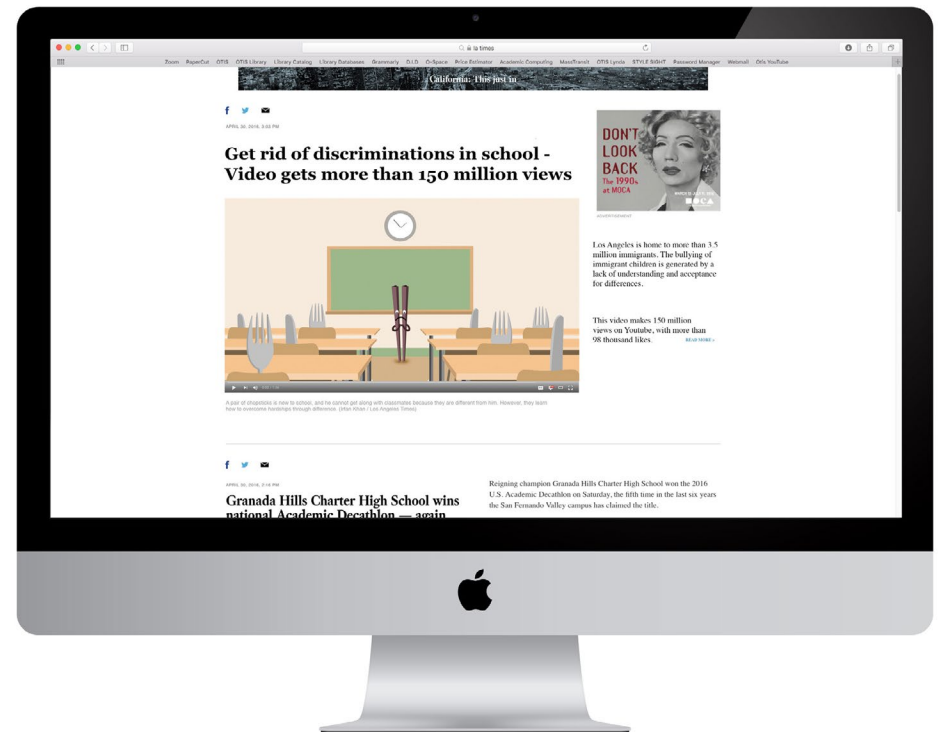 la times
Zoom PaperCut OTIS OTIS Library Library Catalog Library Databases Grammarly D.I.D O-Space Price Estimator Academic Computing MassTransit OTIS Lynda STYLE SIGHT Password Manager Webmail Otis YouTube
California: This just in
APRIL 30, 2016, 3:03 PM
Get rid of discriminations in school -
Video gets more than 150 million views
DON'T
LOOK
BACK
The 1990s
at MOCA
MOCA
ADVERTISEMENT
Los Angeles is home to more than 3.5
million immigrants. The bullying of
immigrant children is generated by a
lack of understanding and acceptance
for differences.
This video makes 150 million
views on Youtube, with more than
98 thousand likes.
READ MORE »
A pair of chopsticks is new to school, and he cannot get along with classmates because they are different from him. However, they learn
how to overcome hardships through difference. (Irfan Khan / Los Angeles Times)
APRIL 30, 2016, 2:16 PM
Granada Hills Charter High School wins
national Academic Decathlon — again
Reigning champion Granada Hills Charter High School won the 2016
U.S. Academic Decathlon on Saturday, the fifth time in the last six years
the San Fernando Valley campus has claimed the title.